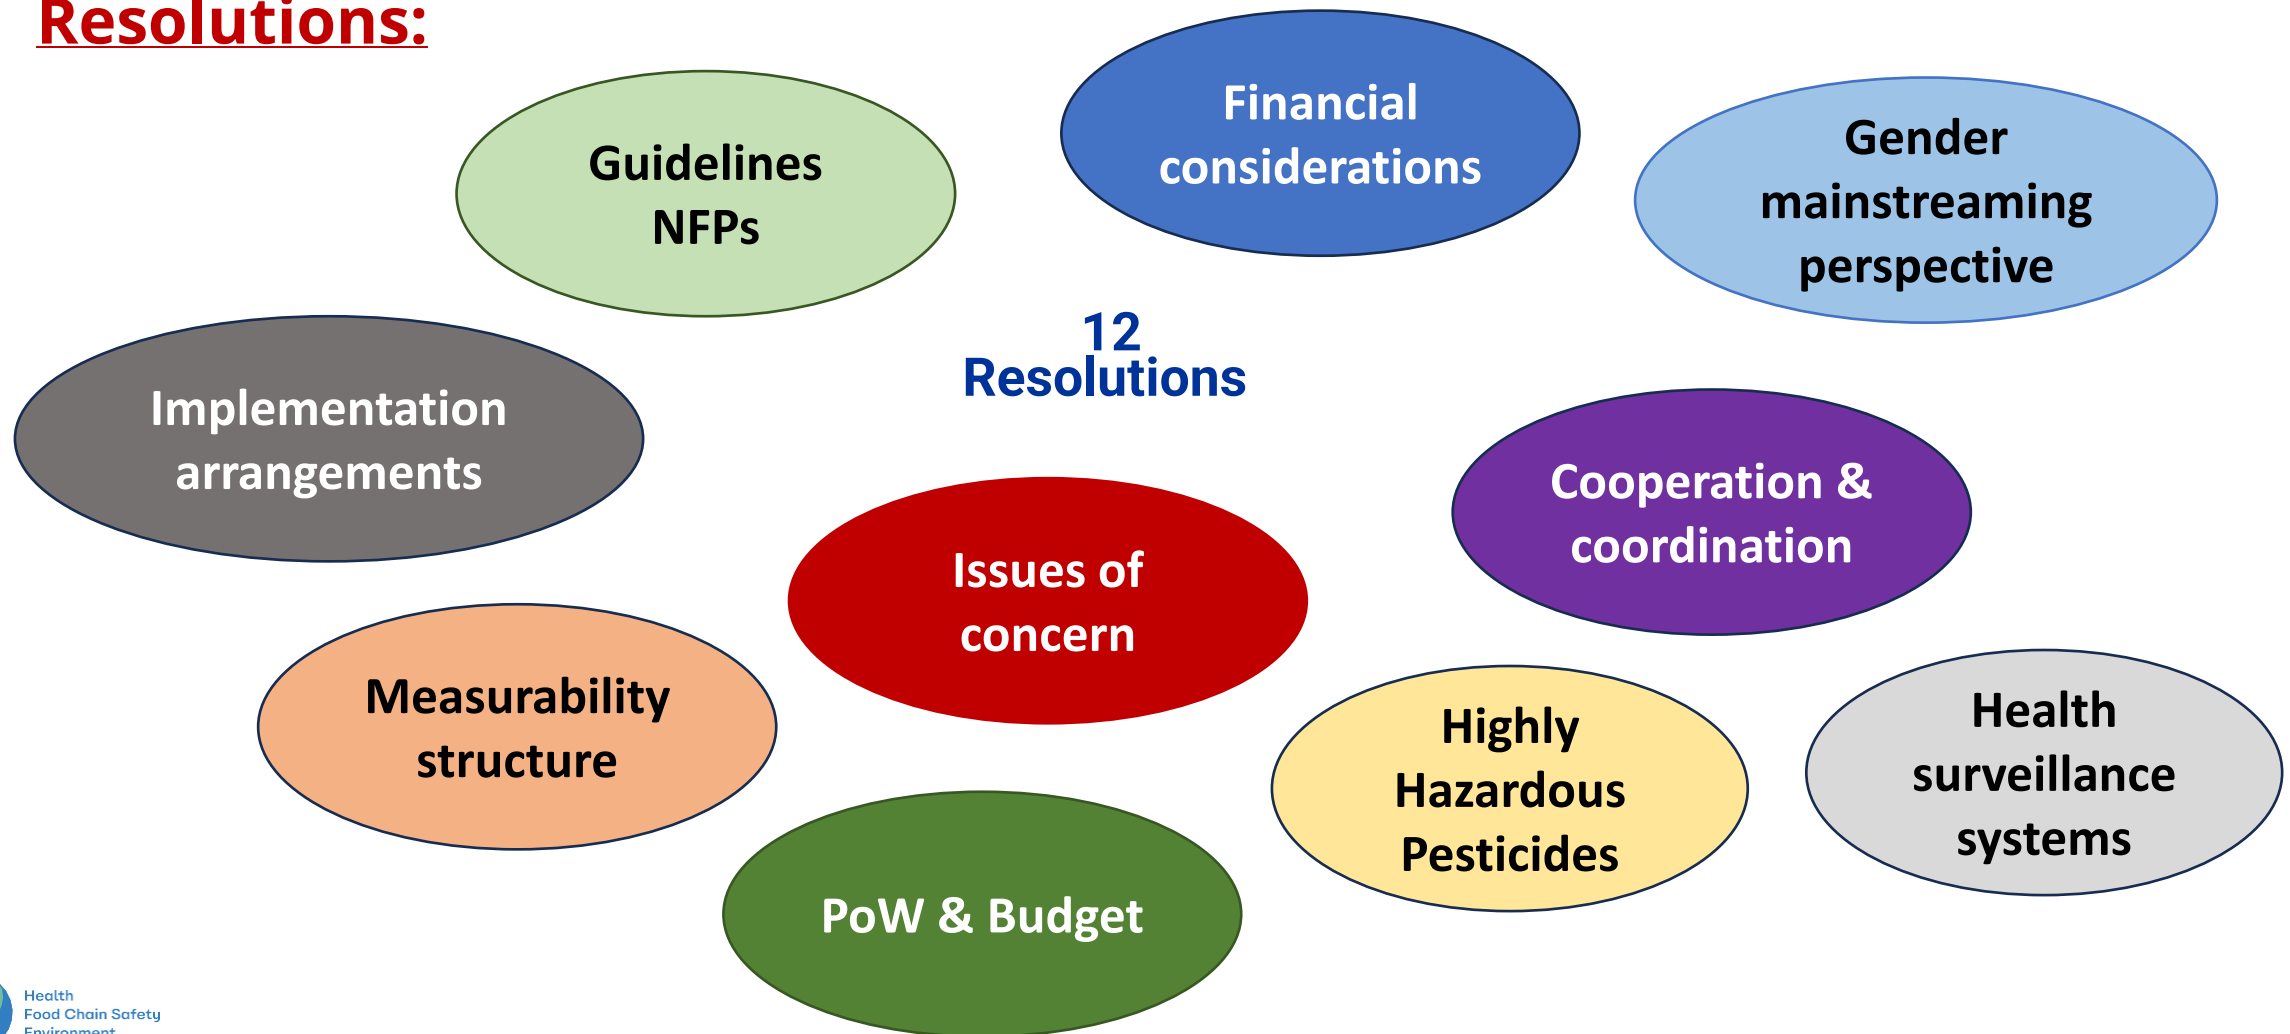 Resolutions:
Financial
considerations
Gender
mainstreaming
perspective
Guidelines
NFPs
12
Resolutions
Implementation
arrangements
Cooperation &
coordination
Issues of
concern
Measurability
structure
Highly
Hazardous
Pesticides
Health
surveillance
systems
PoW & Budget
Health
Food Chain Safety
Environment